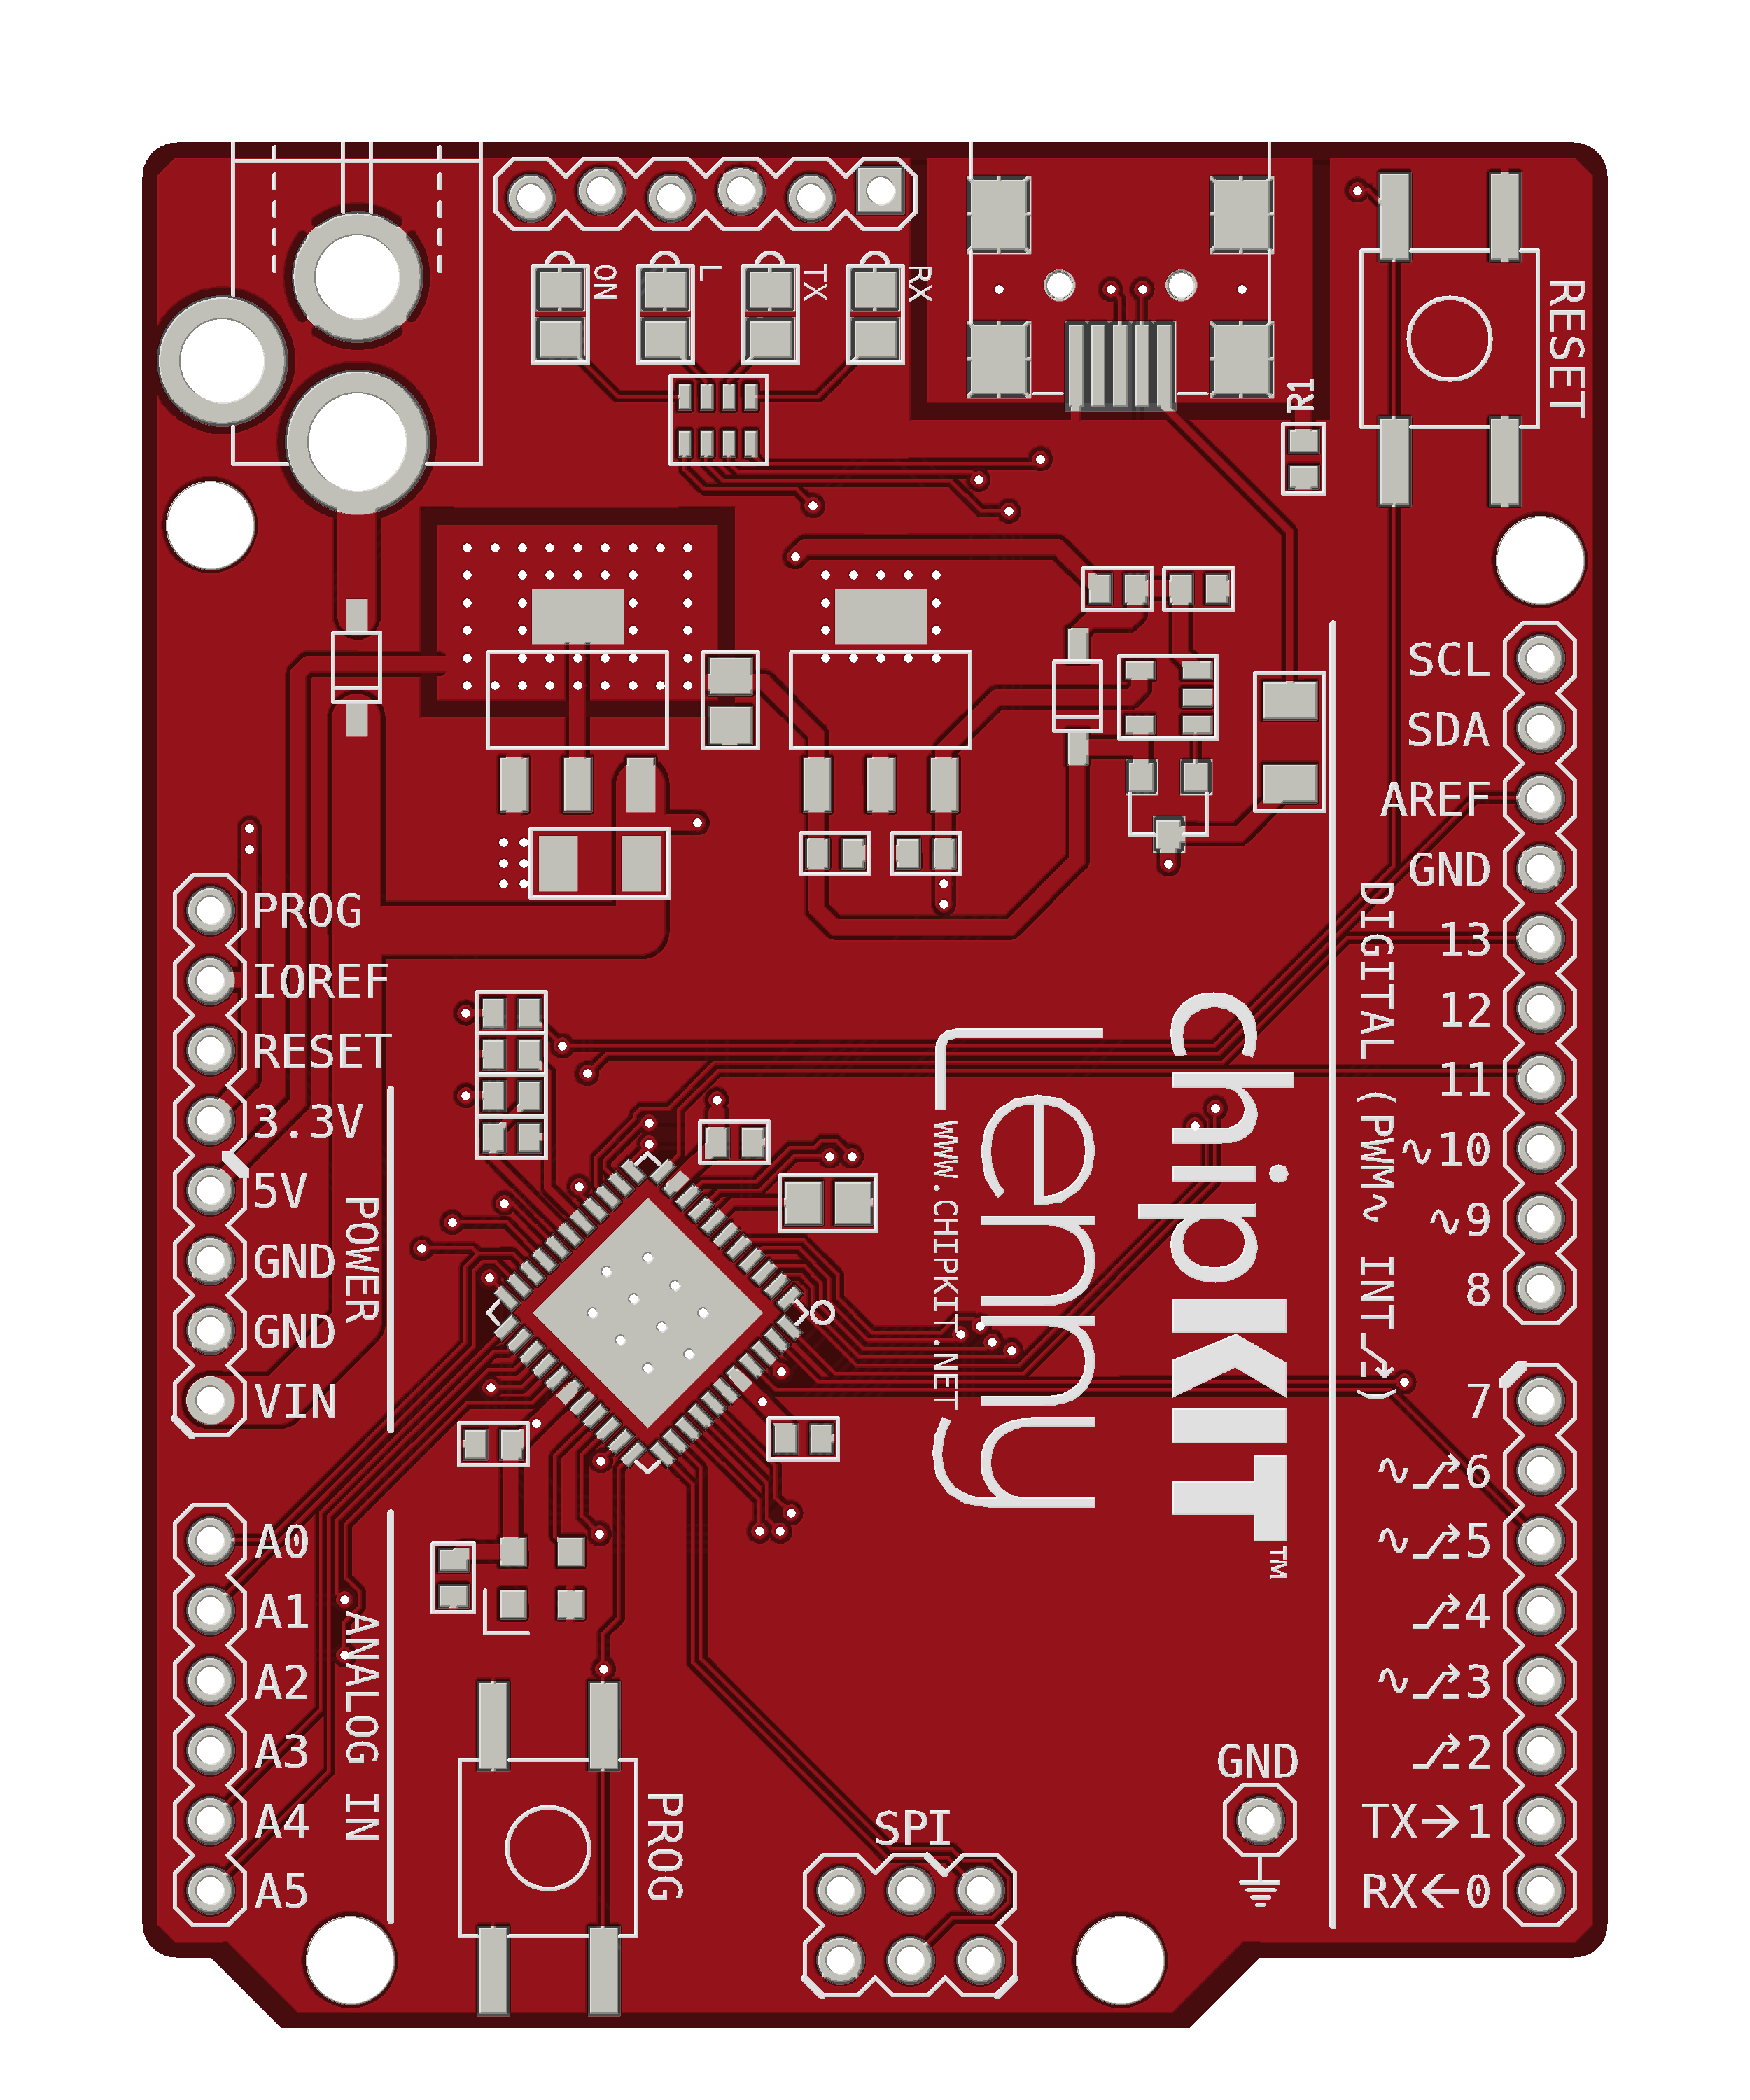 ON
L
TX
RX
RESET
R1
SCL
SDA
AREF
GND
13
12
11
~10
~9
8
DIGITAL (PWM~ INT⎇)
7
~6
~5
4
~3
2
TX→1
RX←0
PROG
IOREF
RESET
3.3V
5V
GND
GND
VIN
POWER
A0
A1
A2
A3
A4
A5
ANALOG IN
chipKIT™
Lenny
WWW.CHIPKIT.NET
PROG
SPI
GND